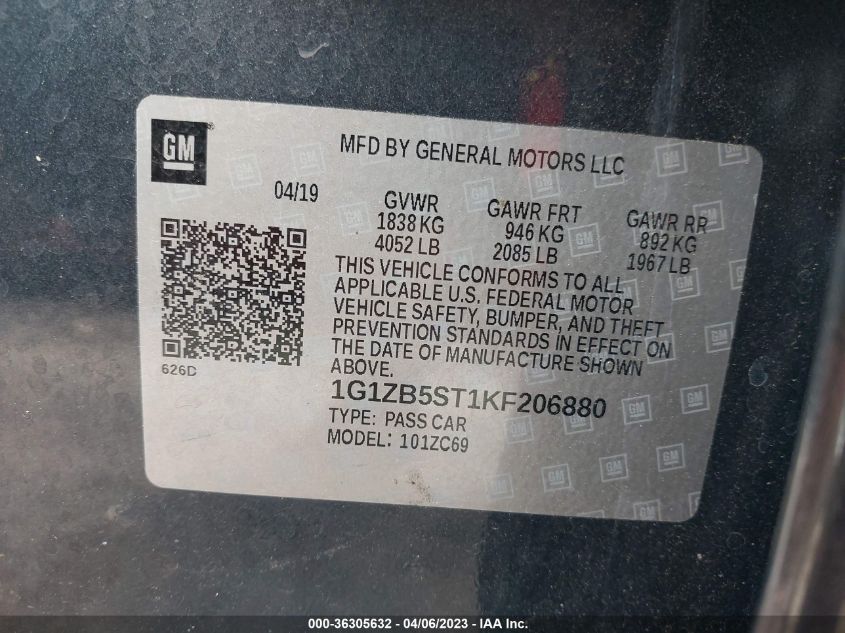 GM
MFD BY GENERAL MOTORS LLC
04/19
GVWR
1838 KG
4052 LB
GAWR FRT
946 KG
2085 LB
GAWR RR
892 KG
1967 LB
THIS VEHICLE CONFORMS TO ALL
APPLICABLE U.S. FEDERAL MOTOR
VEHICLE SAFETY, BUMPER, AND THEFT
PREVENTION STANDARDS IN EFFECT ON
THE DATE OF MANUFACTURE SHOWN
ABOVE.
626D
1G1ZB5ST1KF206880
TYPE: PASS CAR
MODEL: 101ZC69
000-36305632 - 04/06/2023 - IAA Inc.